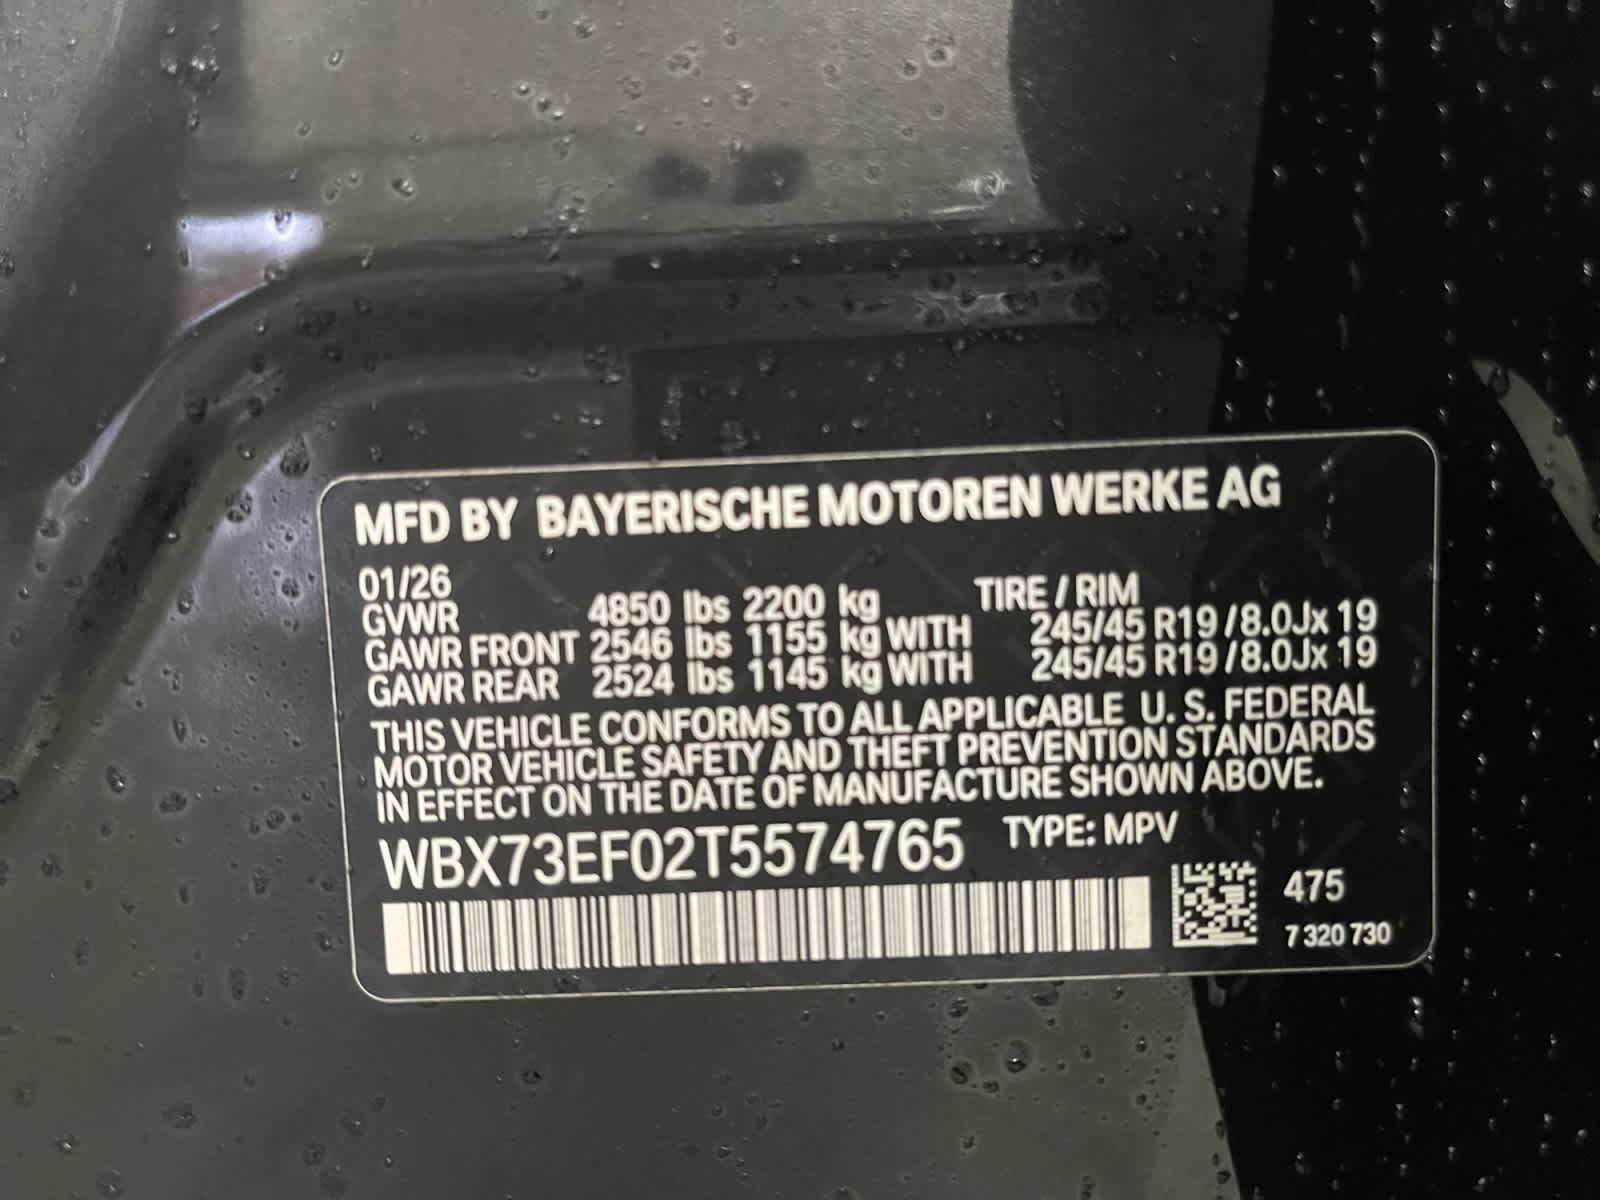 MFD BY BAYERISCHE MOTOREN WERKE AG
01/26 TIRE / RIM
GVWR 4850 lbs 2200 kg
GAWR FRONT 2546 lbs 1155 kg WITH 245/45 R19 / 8.0Jx 19
GAWR REAR 2524 lbs 1145 kg WITH 245/45 R19 / 8.0Jx 19
THIS VEHICLE CONFORMS TO ALL APPLICABLE U. S. FEDERAL
MOTOR VEHICLE SAFETY AND THEFT PREVENTION STANDARDS
IN EFFECT ON THE DATE OF MANUFACTURE SHOWN ABOVE.
WBX73EF02T5574765 TYPE: MPV
475
7 320 730